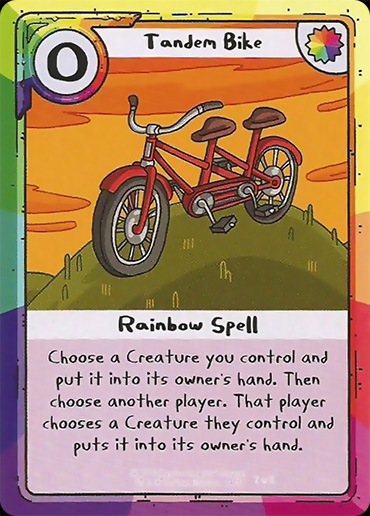 0
Tandem Bike
Rainbow Spell
Choose a Creature you control and
put it into its owner's hand. Then
choose another player. That player
chooses a Creature they control and
puts it into its owner's hand.